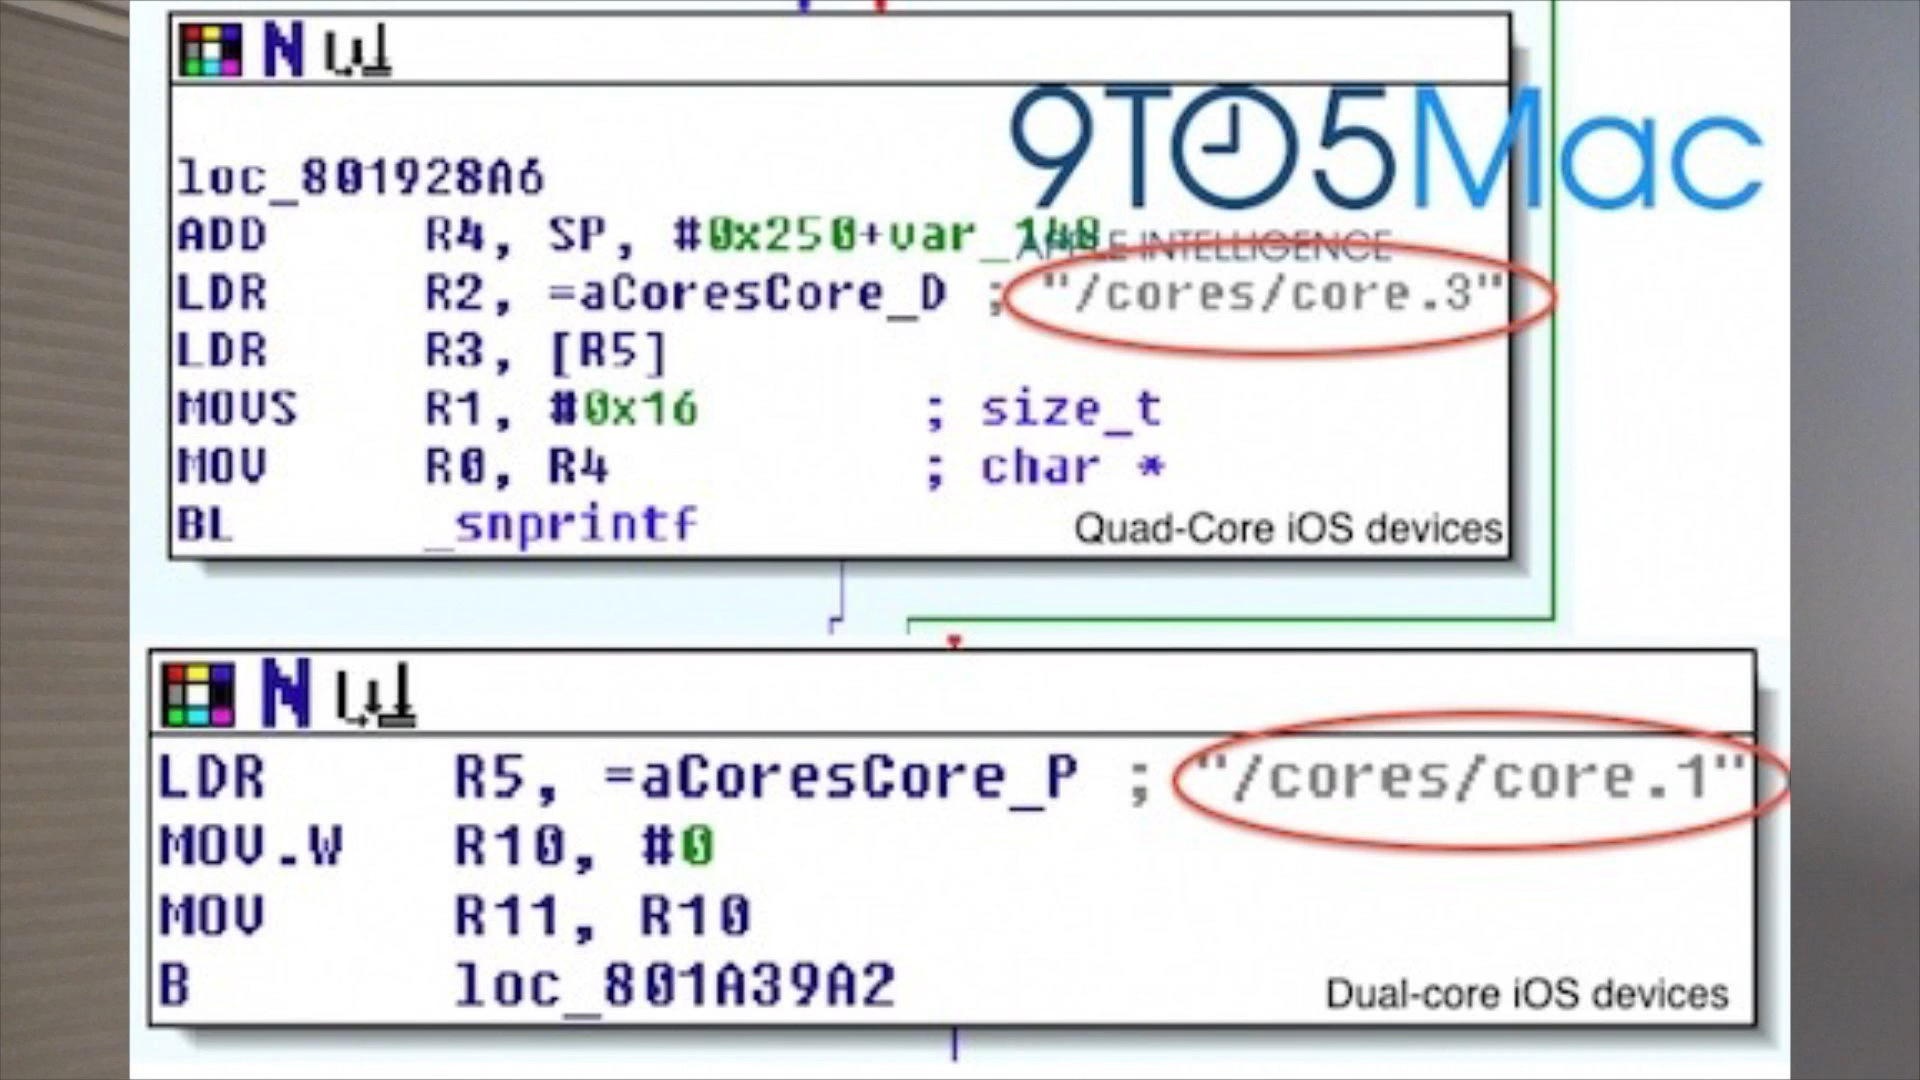 9TO5Mac
APPLE INTELLIGENCE
loc_801928A6
ADD R4, SP, #0x250+var_148
LDR R2, =aCoresCore_D ; "/cores/core.3"
LDR R3, [R5]
MOVS R1, #0x16 ; size_t
MOV R0, R4 ; char *
BL _snprintf
Quad-Core iOS devices
LDR R5, =aCoresCore_P ; "/cores/core.1"
MOV.W R10, #0
MOV R11, R10
B loc_801A39A2
Dual-core iOS devices